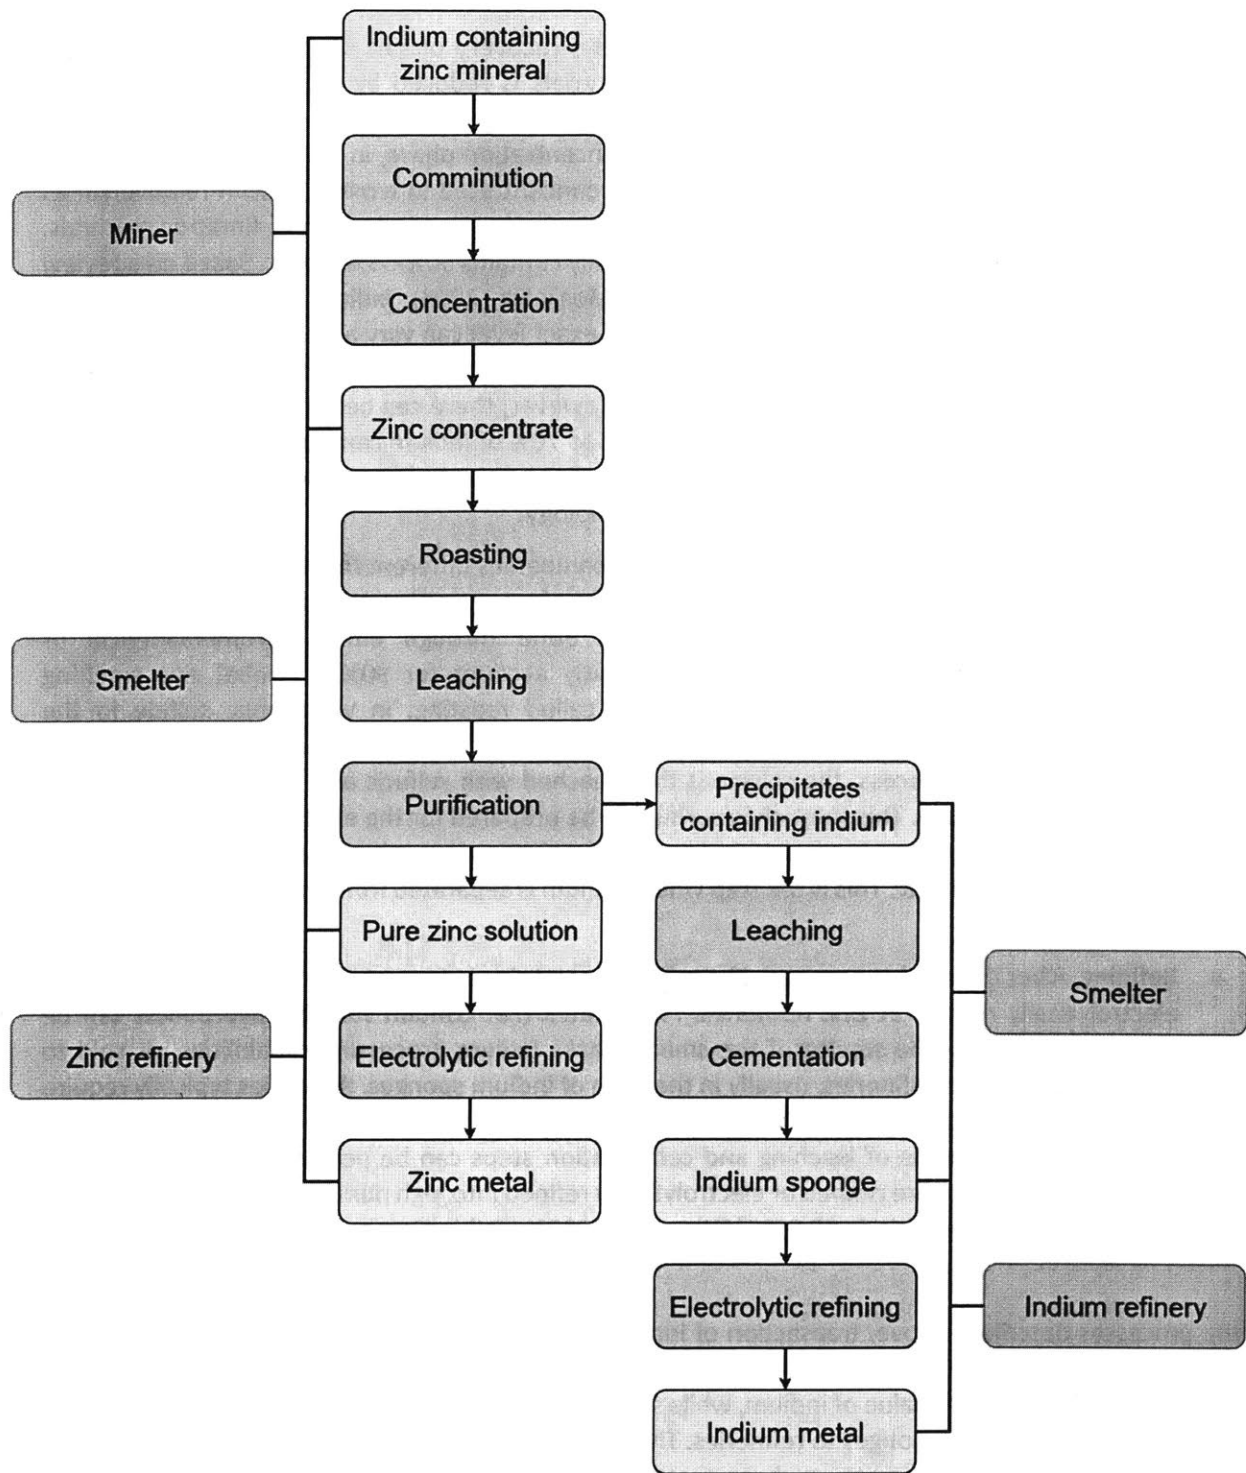 Indium containing
zinc mineral
Comminution
Miner
Concentration
Zinc concentrate
Roasting
Smelter
Leaching
Purification
Precipitates
containing indium
Pure zinc solution
Leaching
Smelter
Zinc refinery
Electrolytic refining
Cementation
Zinc metal
Indium sponge
Electrolytic refining
Indium refinery
Indium metal